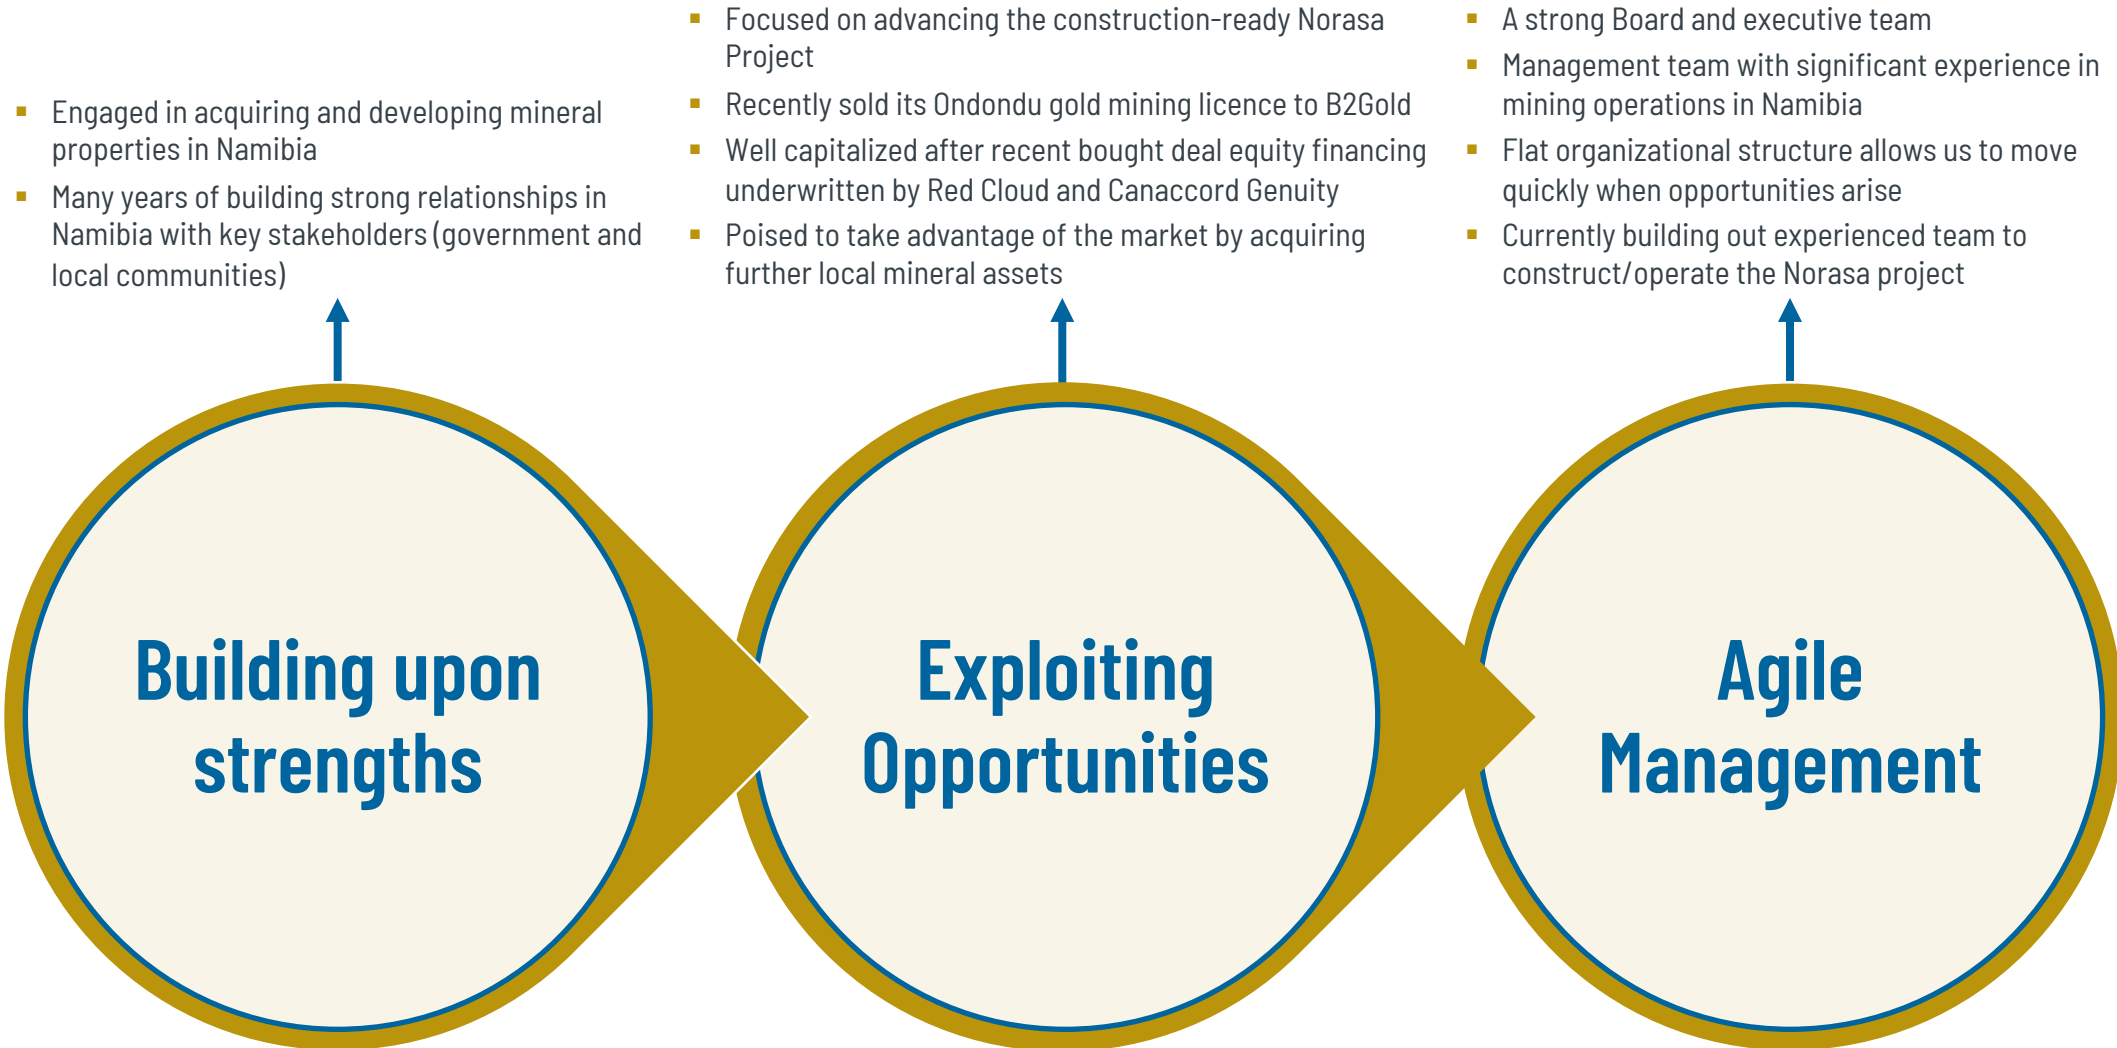 ▪ Engaged in acquiring and developing mineral
properties in Namibia
▪ Many years of building strong relationships in
Namibia with key stakeholders (government and
local communities)
▪ Focused on advancing the construction-ready Norasa
Project
▪ Recently sold its Ondondu gold mining licence to B2Gold
▪ Well capitalized after recent bought deal equity financing
underwritten by Red Cloud and Canaccord Genuity
▪ Poised to take advantage of the market by acquiring
further local mineral assets
▪ A strong Board and executive team
▪ Management team with significant experience in
mining operations in Namibia
▪ Flat organizational structure allows us to move
quickly when opportunities arise
▪ Currently building out experienced team to
construct/operate the Norasa project
Building upon
strengths
Exploiting
Opportunities
Agile
Management